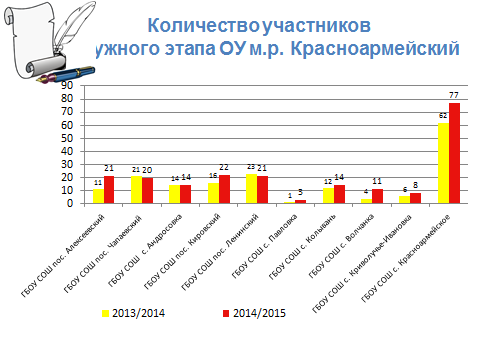 Количество участников
ужного этапа ОУ м.р. Красноармейский
90
80
70
60
50
40
30
20
10
0
11 21 21 20 14 14 16 22 23 21 1 3 12 14 4 11 6 8 62 77
ГБОУ СОШ пос. Алексеевский
ГБОУ СОШ пос. Чапаевский
ГБОУ СОШ с. Андросовка
ГБОУ СОШ пос. Кировский
ГБОУ СОШ пос. Ленинский
ГБОУ СОШ с. Павловка
ГБОУ СОШ с. Колывань
ГБОУ СОШ с. Волчанка
ГБОУ СОШ с. Криволучье-Ивановка
ГБОУ СОШ с. Красноармейское
2013/2014 2014/2015